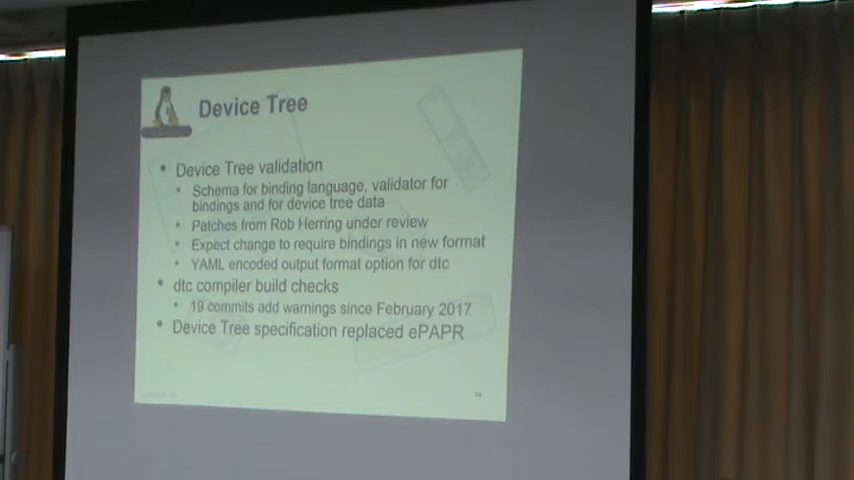 Device Tree
• Device Tree validation
• Schema for binding language, validator for
bindings and for device tree data
• Patches from Rob Herring under review
• Expect change to require bindings in new format
• YAML encoded output format option for dtc
• dtc compiler build checks
• 19 commits add warnings since February 2017
• Device Tree specification replaced ePAPR